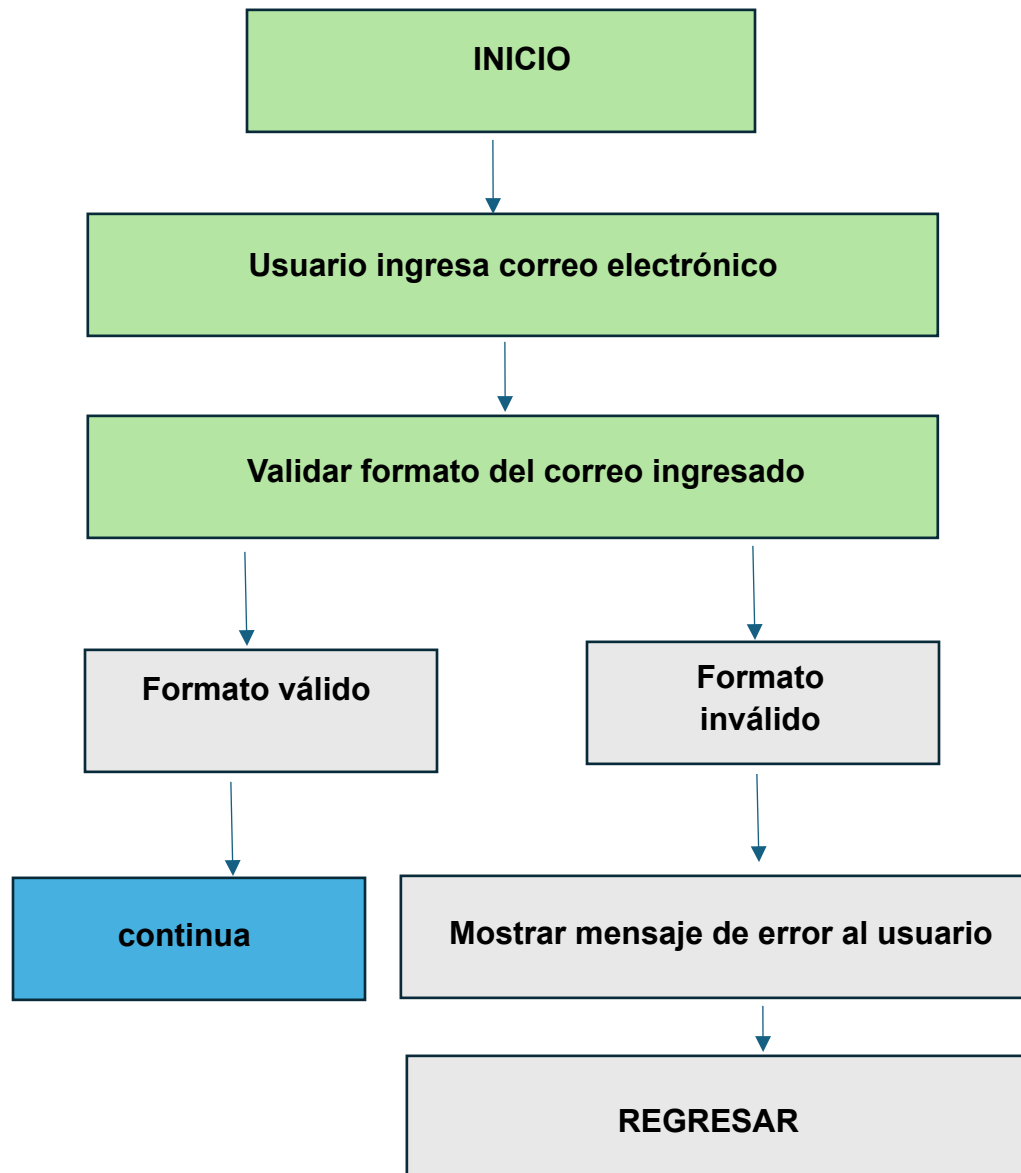 INICIO
Usuario ingresa correo electrónico
Validar formato del correo ingresado
Formato válido
Formato
inválido
continua
Mostrar mensaje de error al usuario
REGRESAR